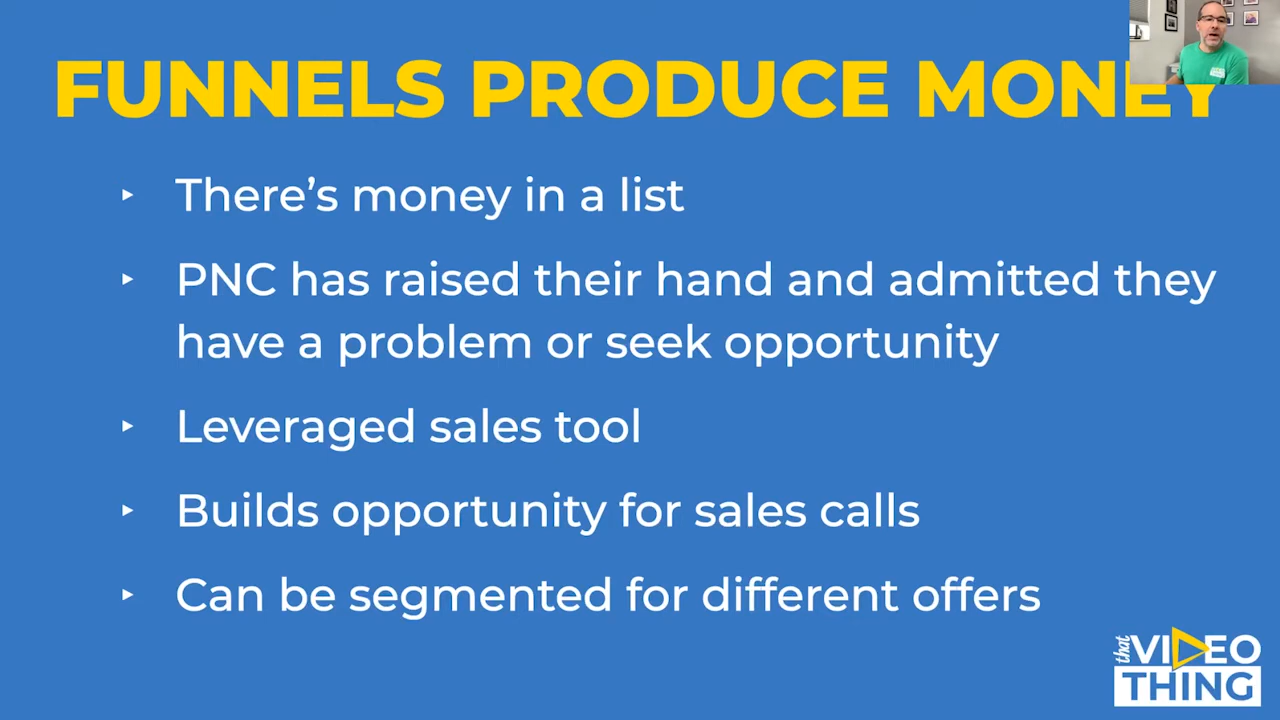 FUNNELS PRODUCE MONEY
There's money in a list
PNC has raised their hand and admitted they
have a problem or seek opportunity
Leveraged sales tool
Builds opportunity for sales calls
Can be segmented for different offers
that VIDEO
THING